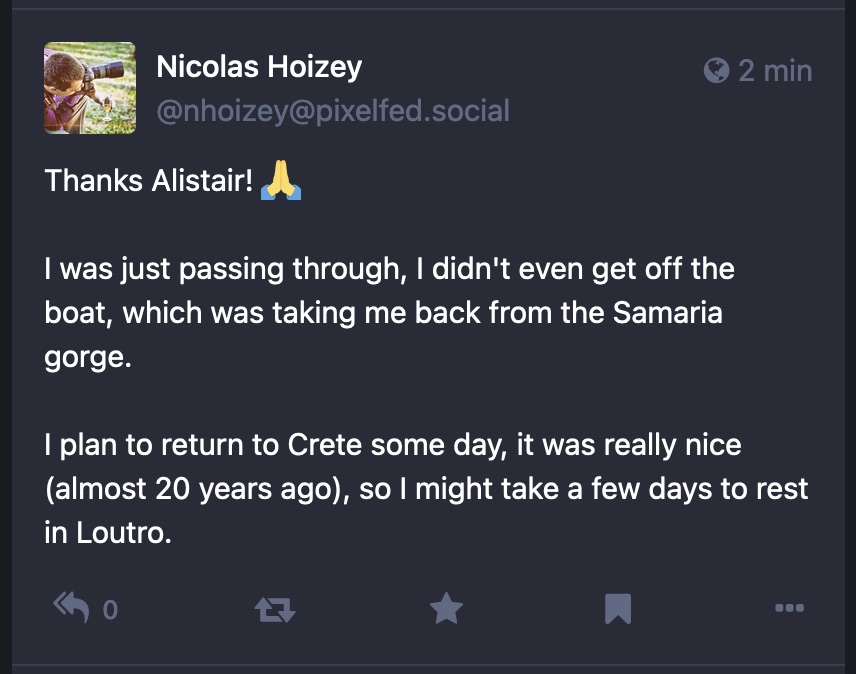 Nicolas Hoizey
2 min
@nhoizey@pixelfed.social
Thanks Alistair! 🙏
I was just passing through, I didn't even get off the
boat, which was taking me back from the Samaria
gorge.
I plan to return to Crete some day, it was really nice
(almost 20 years ago), so I might take a few days to rest
in Loutro.
0